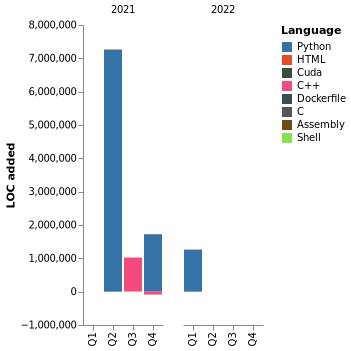 2021 2022
Language
Python
HTML
Cuda
C++
Dockerfile
C
Assembly
Shell
LOC added
8,000,000
7,000,000
6,000,000
5,000,000
4,000,000
3,000,000
2,000,000
1,000,000
0
−1,000,000
Q1 Q2 Q3 Q4 Q1 Q2 Q3 Q4